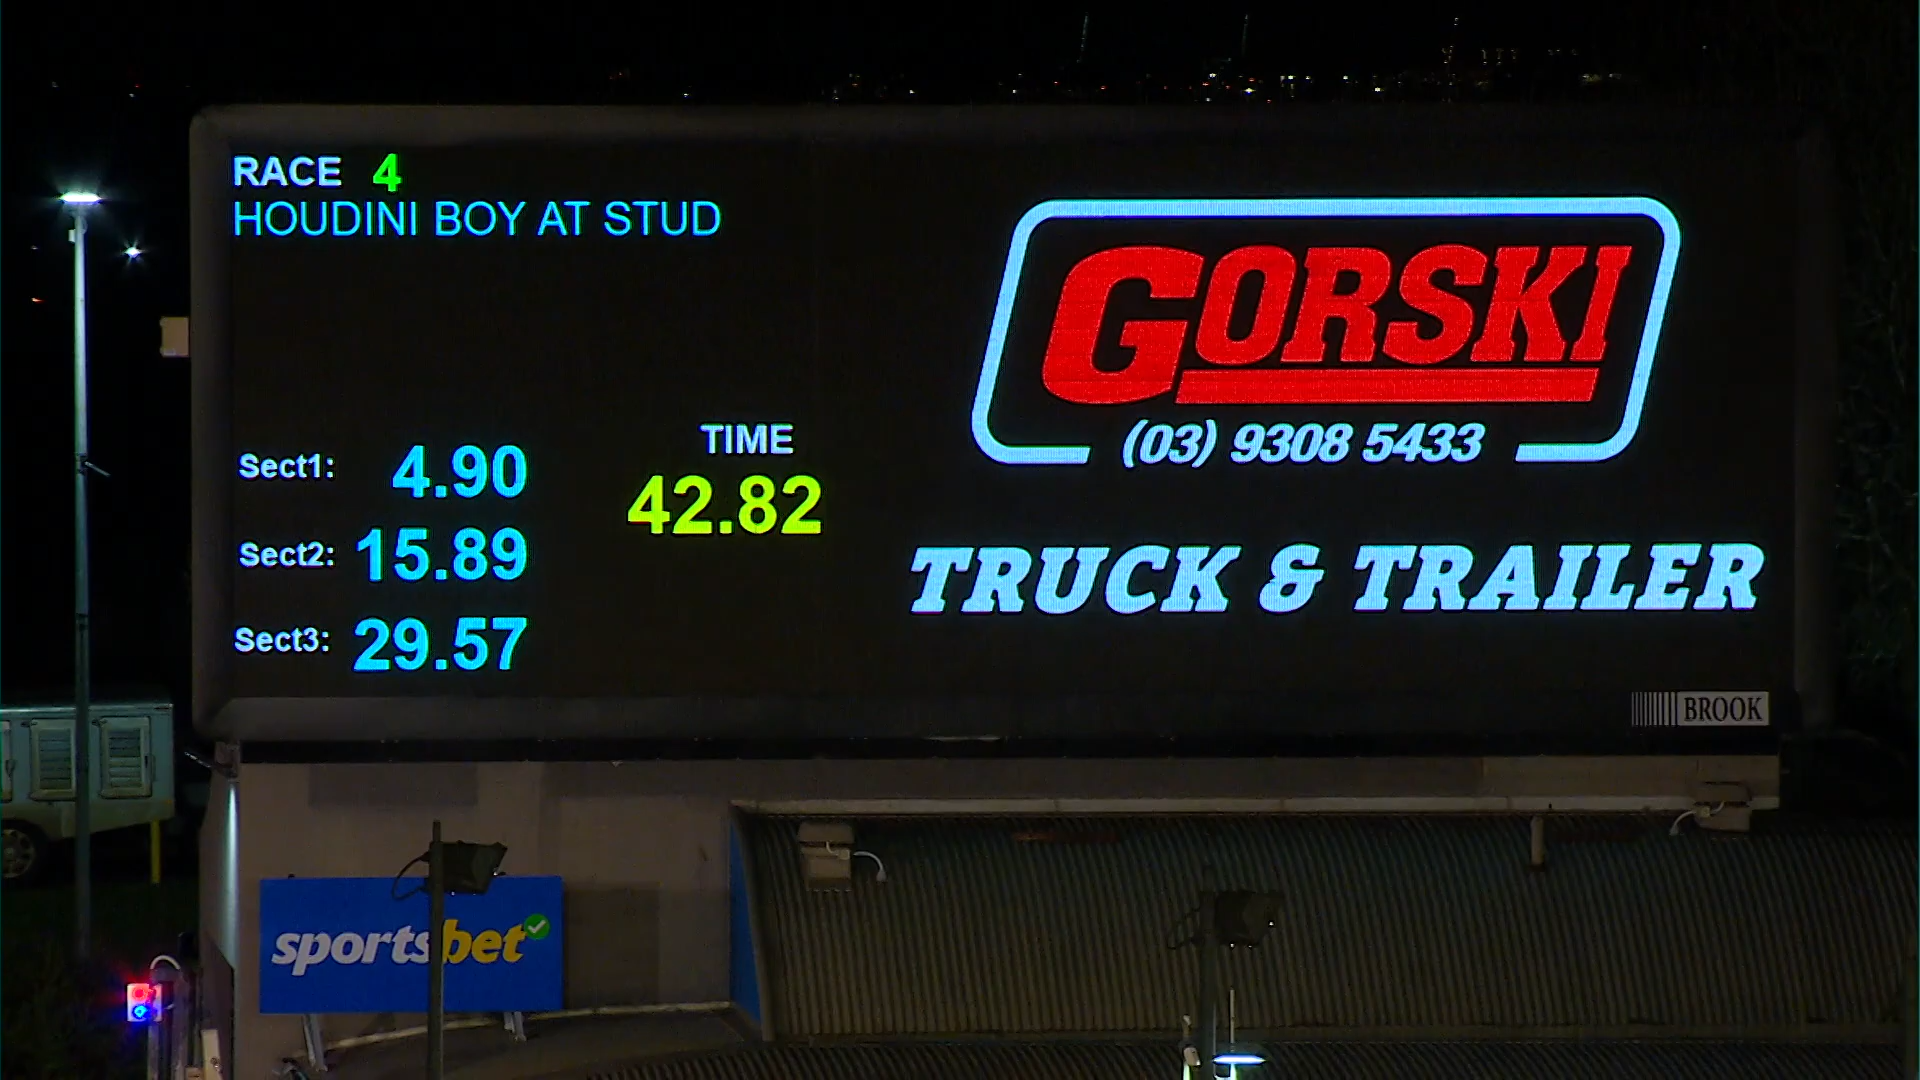 RACE 4
HOUDINI BOY AT STUD
Sect1: 4.90
Sect2: 15.89
Sect3: 29.57
TIME
42.82
GORSKI
(03) 9308 5433
TRUCK & TRAILER
BROOK
sportsbet